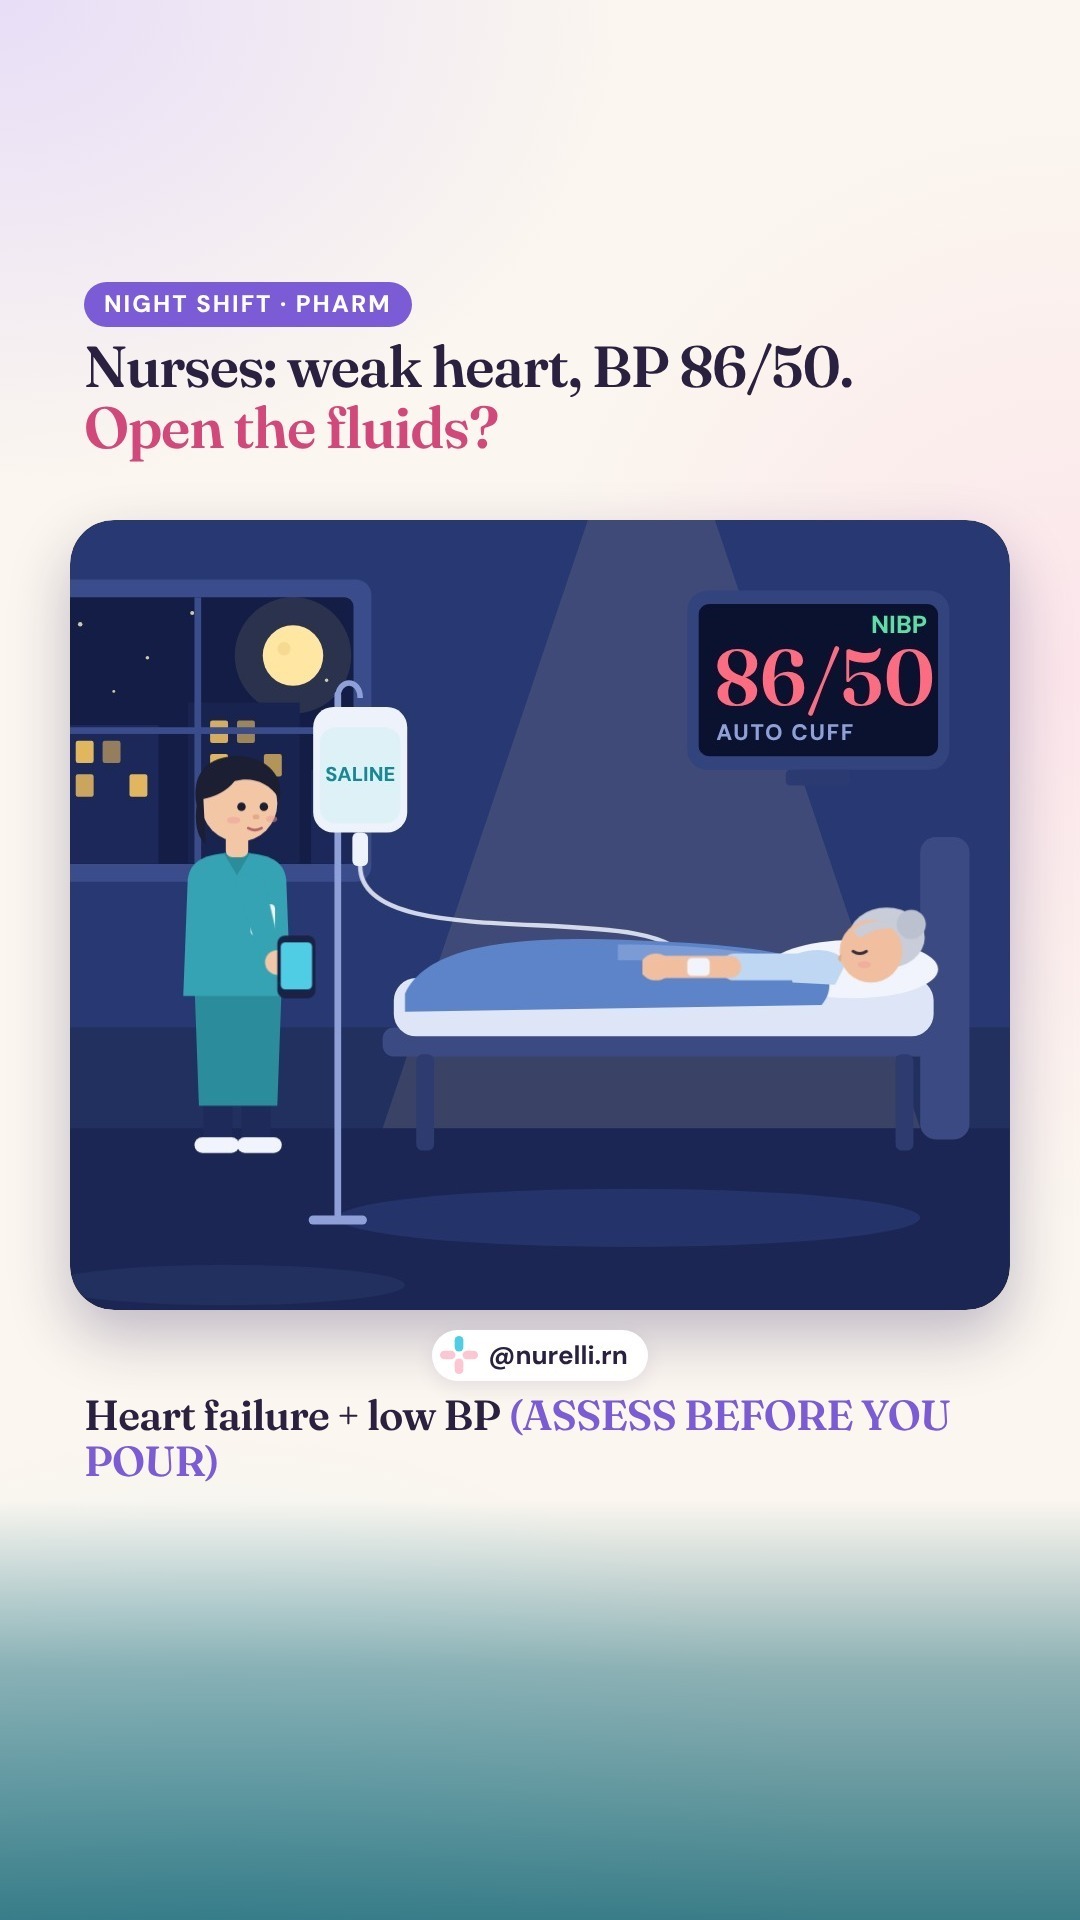 NIGHT SHIFT · PHARM
Nurses: weak heart, BP 86/50.
Open the fluids?
NIBP
86/50
AUTO CUFF
SALINE
@nurelli.rn
Heart failure + low BP (ASSESS BEFORE YOU
POUR)